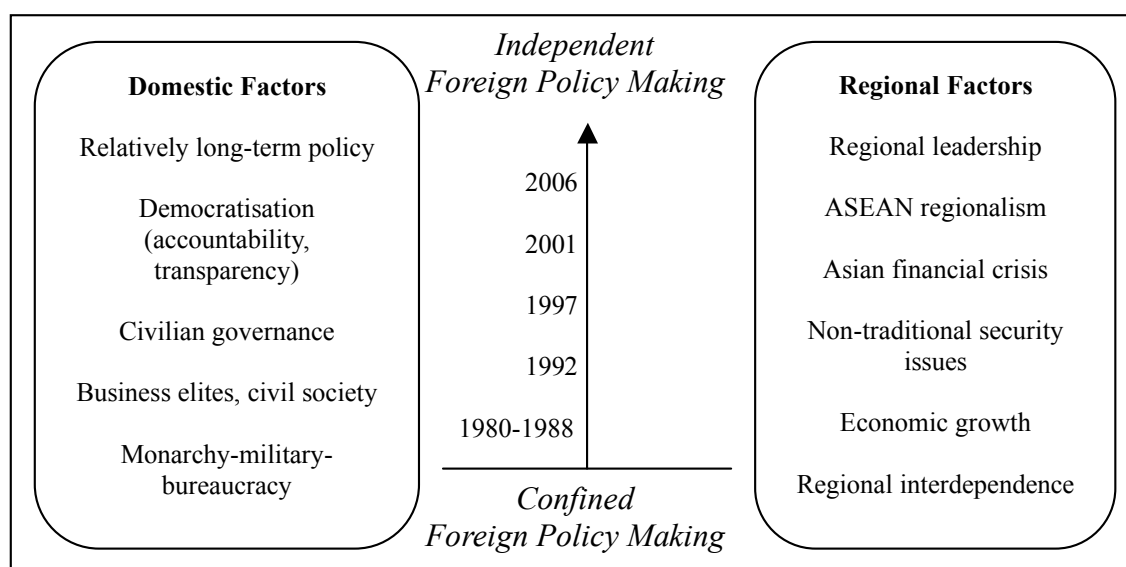 Domestic Factors
Relatively long-term policy
Democratisation
(accountability,
transparency)
Civilian governance
Business elites, civil society
Monarchy-military-
bureaucracy
Independent
Foreign Policy Making
2006
2001
1997
1992
1980-1988
Confined
Foreign Policy Making
Regional Factors
Regional leadership
ASEAN regionalism
Asian financial crisis
Non-traditional security
issues
Economic growth
Regional interdependence